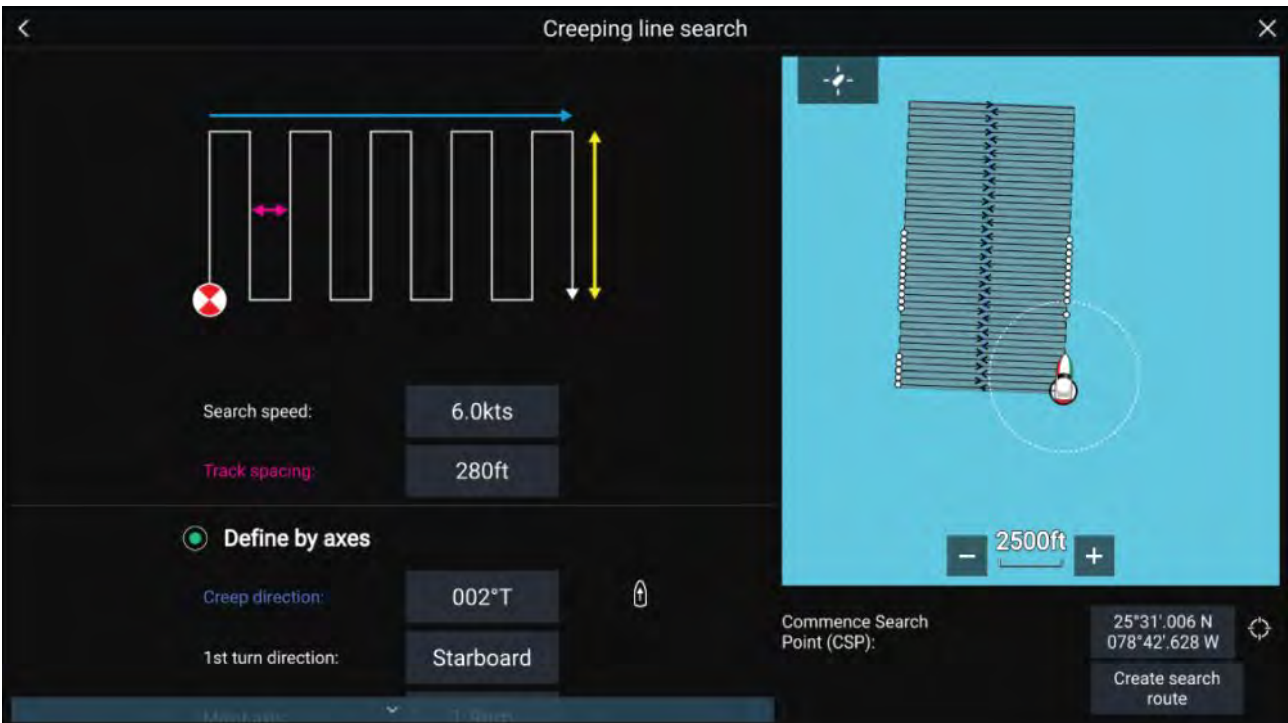 Creeping line search
Search speed:
6.0kts
Track spacing:
280ft
Define by axes
Creep direction:
002°T
1st turn direction:
Starboard
2500ft
Commence Search
Point (CSP):
25°31'.006 N
078°42'.628 W
Create search
route